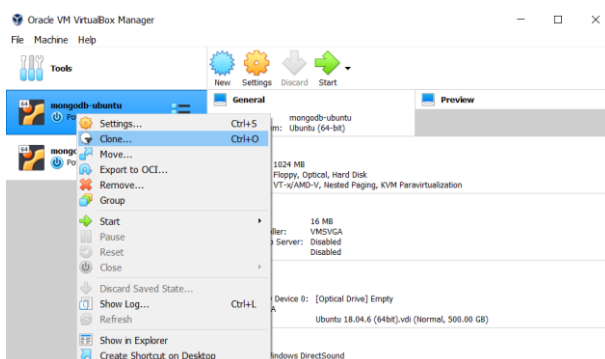 Oracle VM VirtualBox Manager
File Machine Help
Tools
New Settings Discard Start
64
mongodb-ubuntu
General
Preview
Settings... Ctrl+S
mongodb-ubuntu
Clone... Ctrl+O
Ubuntu (64-bit)
64
Move...
Export to OCI...
1024 MB
Remove...
Floppy, Optical, Hard Disk
Group
VT-x/AMD-V, Nested Paging, KVM Paravirtualization
Start
16 MB
Pause
VMSVGA
Reset
Server: Disabled
Close
Disabled
Discard Saved State...
Show Log... Ctrl+L
Device 0: [Optical Drive] Empty
Refresh
Ubuntu 18.04.6 (64bit).vdi (Normal, 500.00 GB)
Show in Explorer
Create Shortcut on Desktop
Windows DirectSound